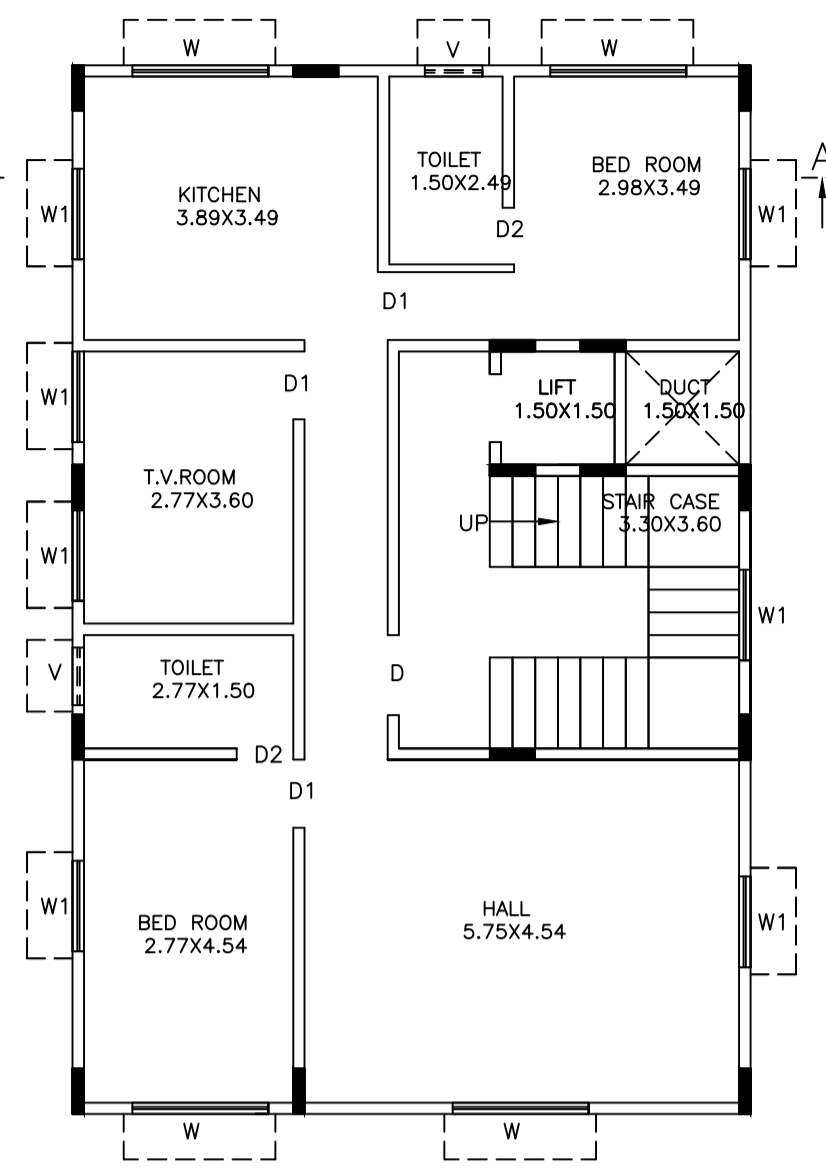 W
V
W
A
TOILET
1.50X2.49
BED ROOM
2.98X3.49
KITCHEN
3.89X3.49
W1
W1
D2
D1
D1
W1
LIFT
1.50X1.50
DUCT
1.50X1.50
T.V.ROOM
2.77X3.60
STAIR CASE
3.30X3.60
UP
W1
W1
TOILET
2.77X1.50
V
D
D2
D1
W1
BED ROOM
2.77X4.54
HALL
5.75X4.54
W1
W
W